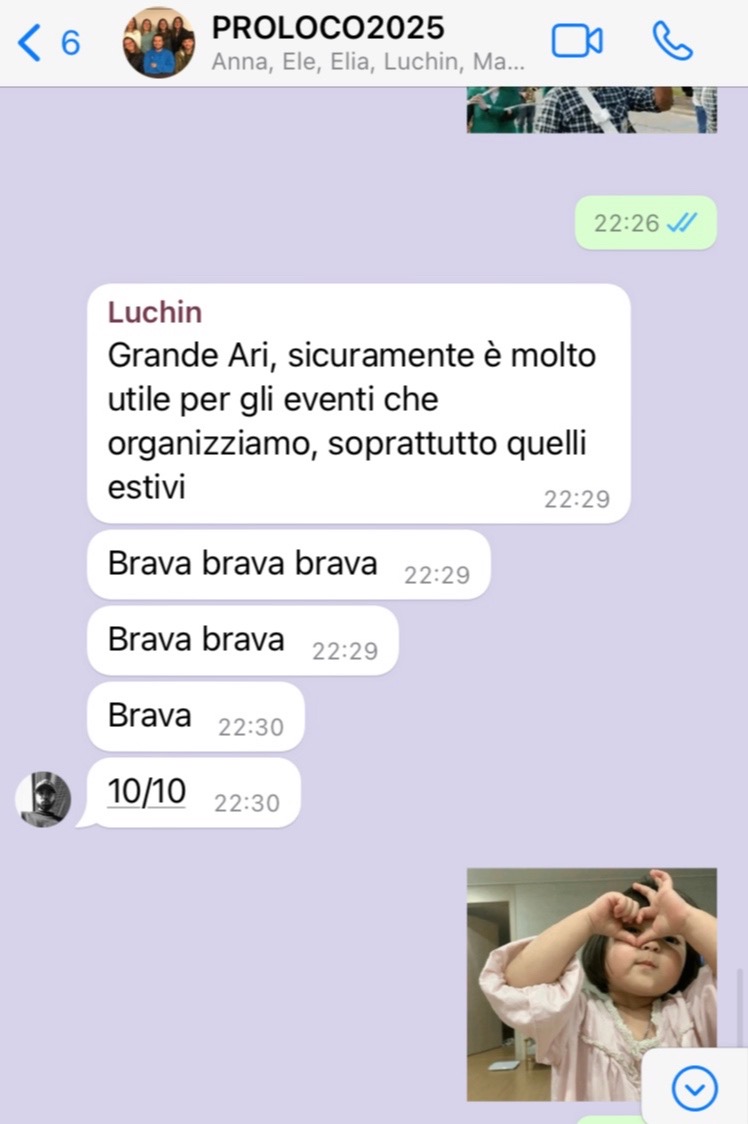 6
PROLOCO2025
Anna, Ele, Elia, Luchin, Ma...
22:26
Luchin
Grande Ari, sicuramente è molto
utile per gli eventi che
organizziamo, soprattutto quelli
estivi
22:29
Brava brava brava 22:29
Brava brava 22:29
Brava 22:30
10/10 22:30